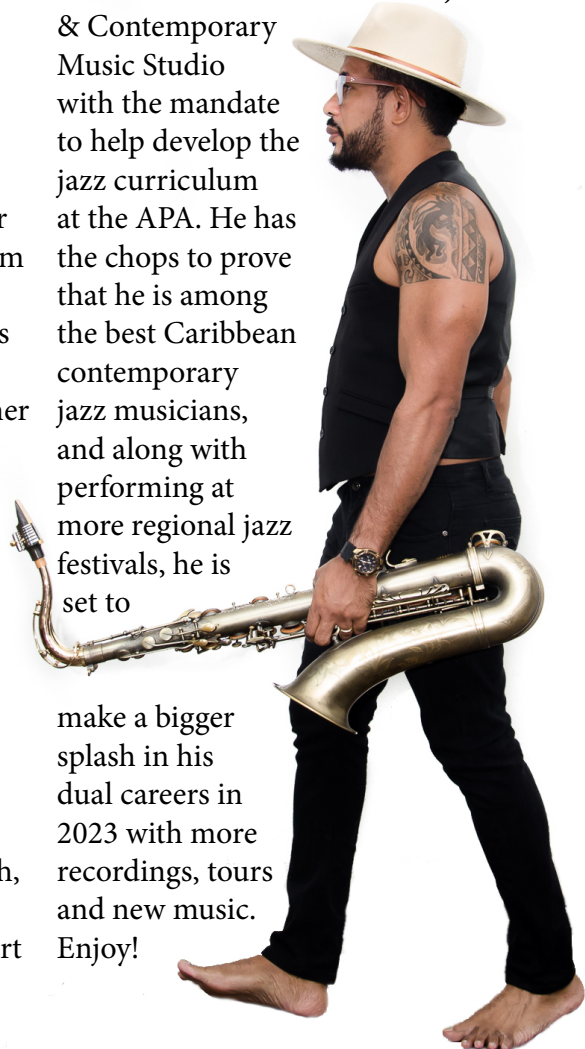 & Contemporary
Music Studio
with the mandate
to help develop the
jazz curriculum
at the APA. He has
the chops to prove
that he is among
the best Caribbean
contemporary
jazz musicians,
and along with
performing at
more regional jazz
festivals, he is
set to
make a bigger
splash in his
dual careers in
2023 with more
recordings, tours
and new music.
Enjoy!